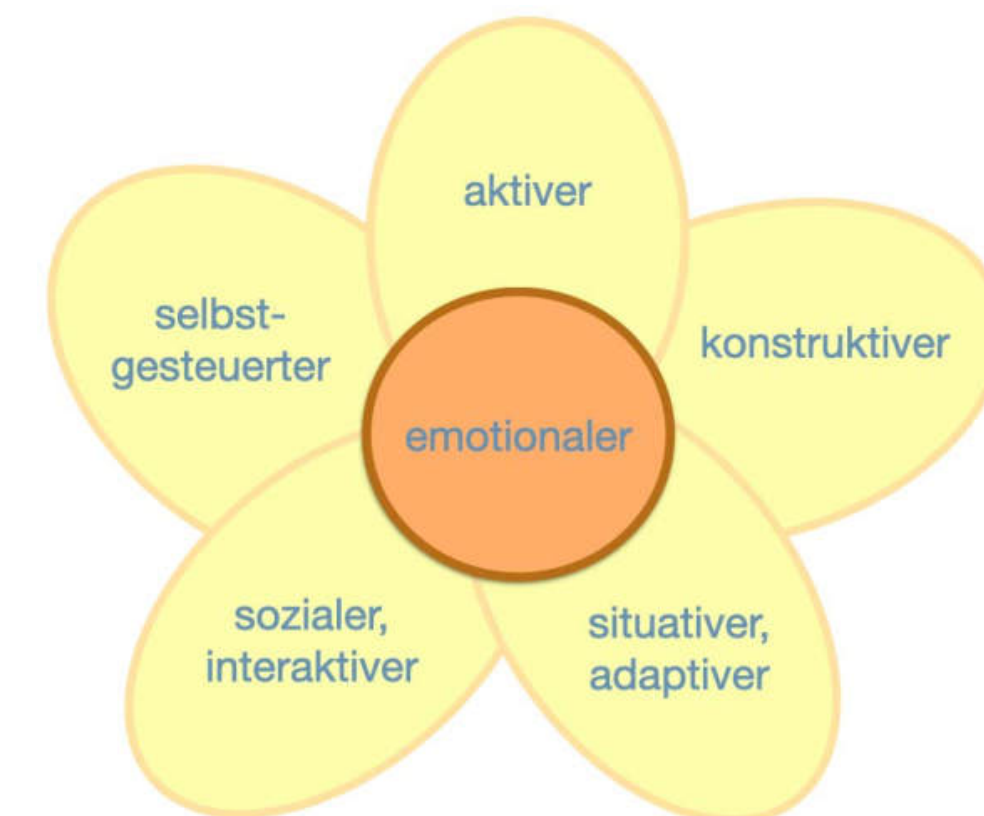 aktiver
selbst-
gesteuerter
konstruktiver
emotionaler
sozialer,
interaktiver
situativer,
adaptiver